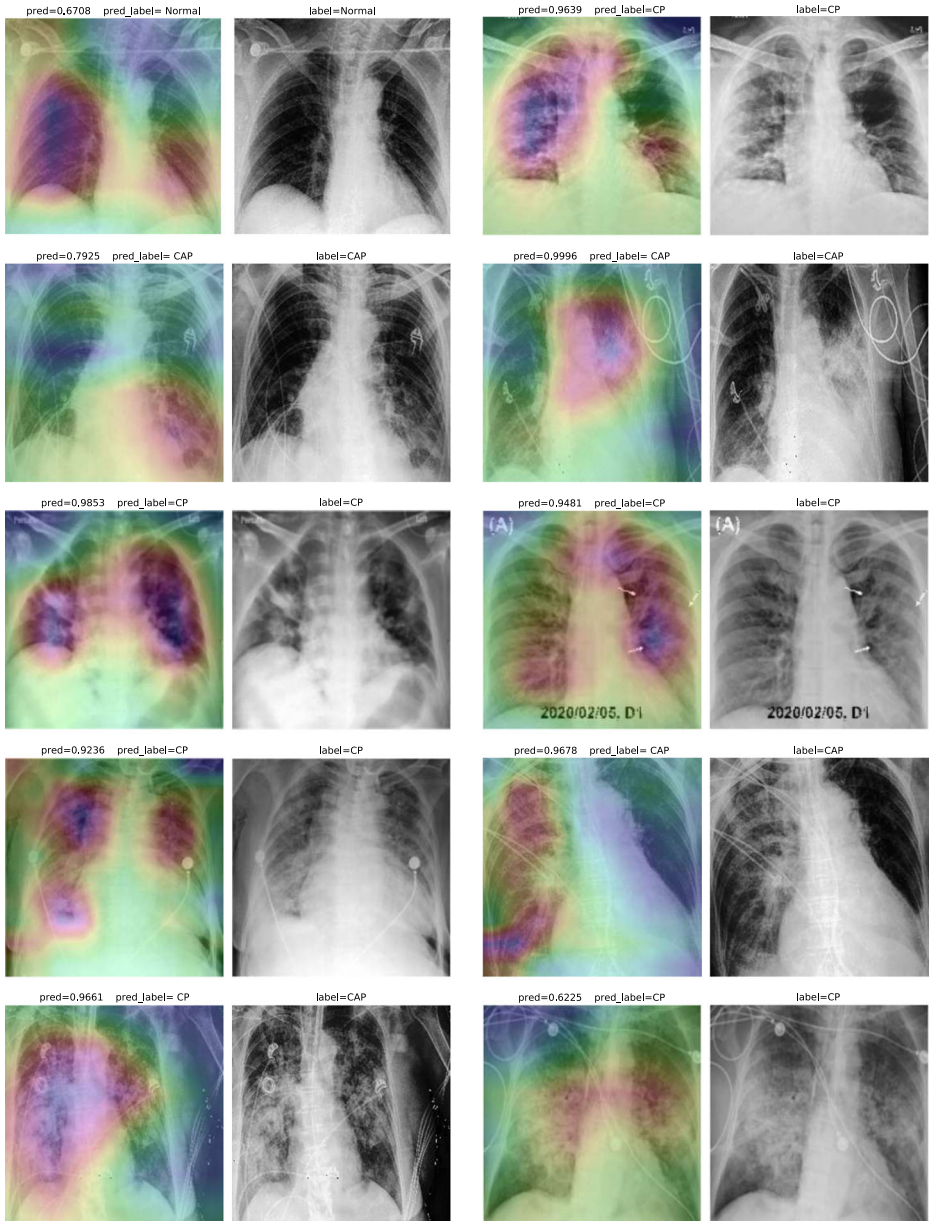 pred=0.6708 pred_label= Normal
label=Normal
pred=0.9639 pred_label=CP
label=CP
pred=0.7925 pred_label= CAP
label=CAP
pred=0.9996 pred_label= CAP
label=CAP
pred=0.9853 pred_label=CP
label=CP
pred=0.9481 pred_label=CP
label=CP
(A)
2020/02/05, D1
(A)
2020/02/05, D1
pred=0.9236 pred_label=CP
label=CP
pred=0.9678 pred_label= CAP
label=CAP
pred=0.9661 pred_label= CP
label=CAP
pred=0.6225 pred_label=CP
label=CP